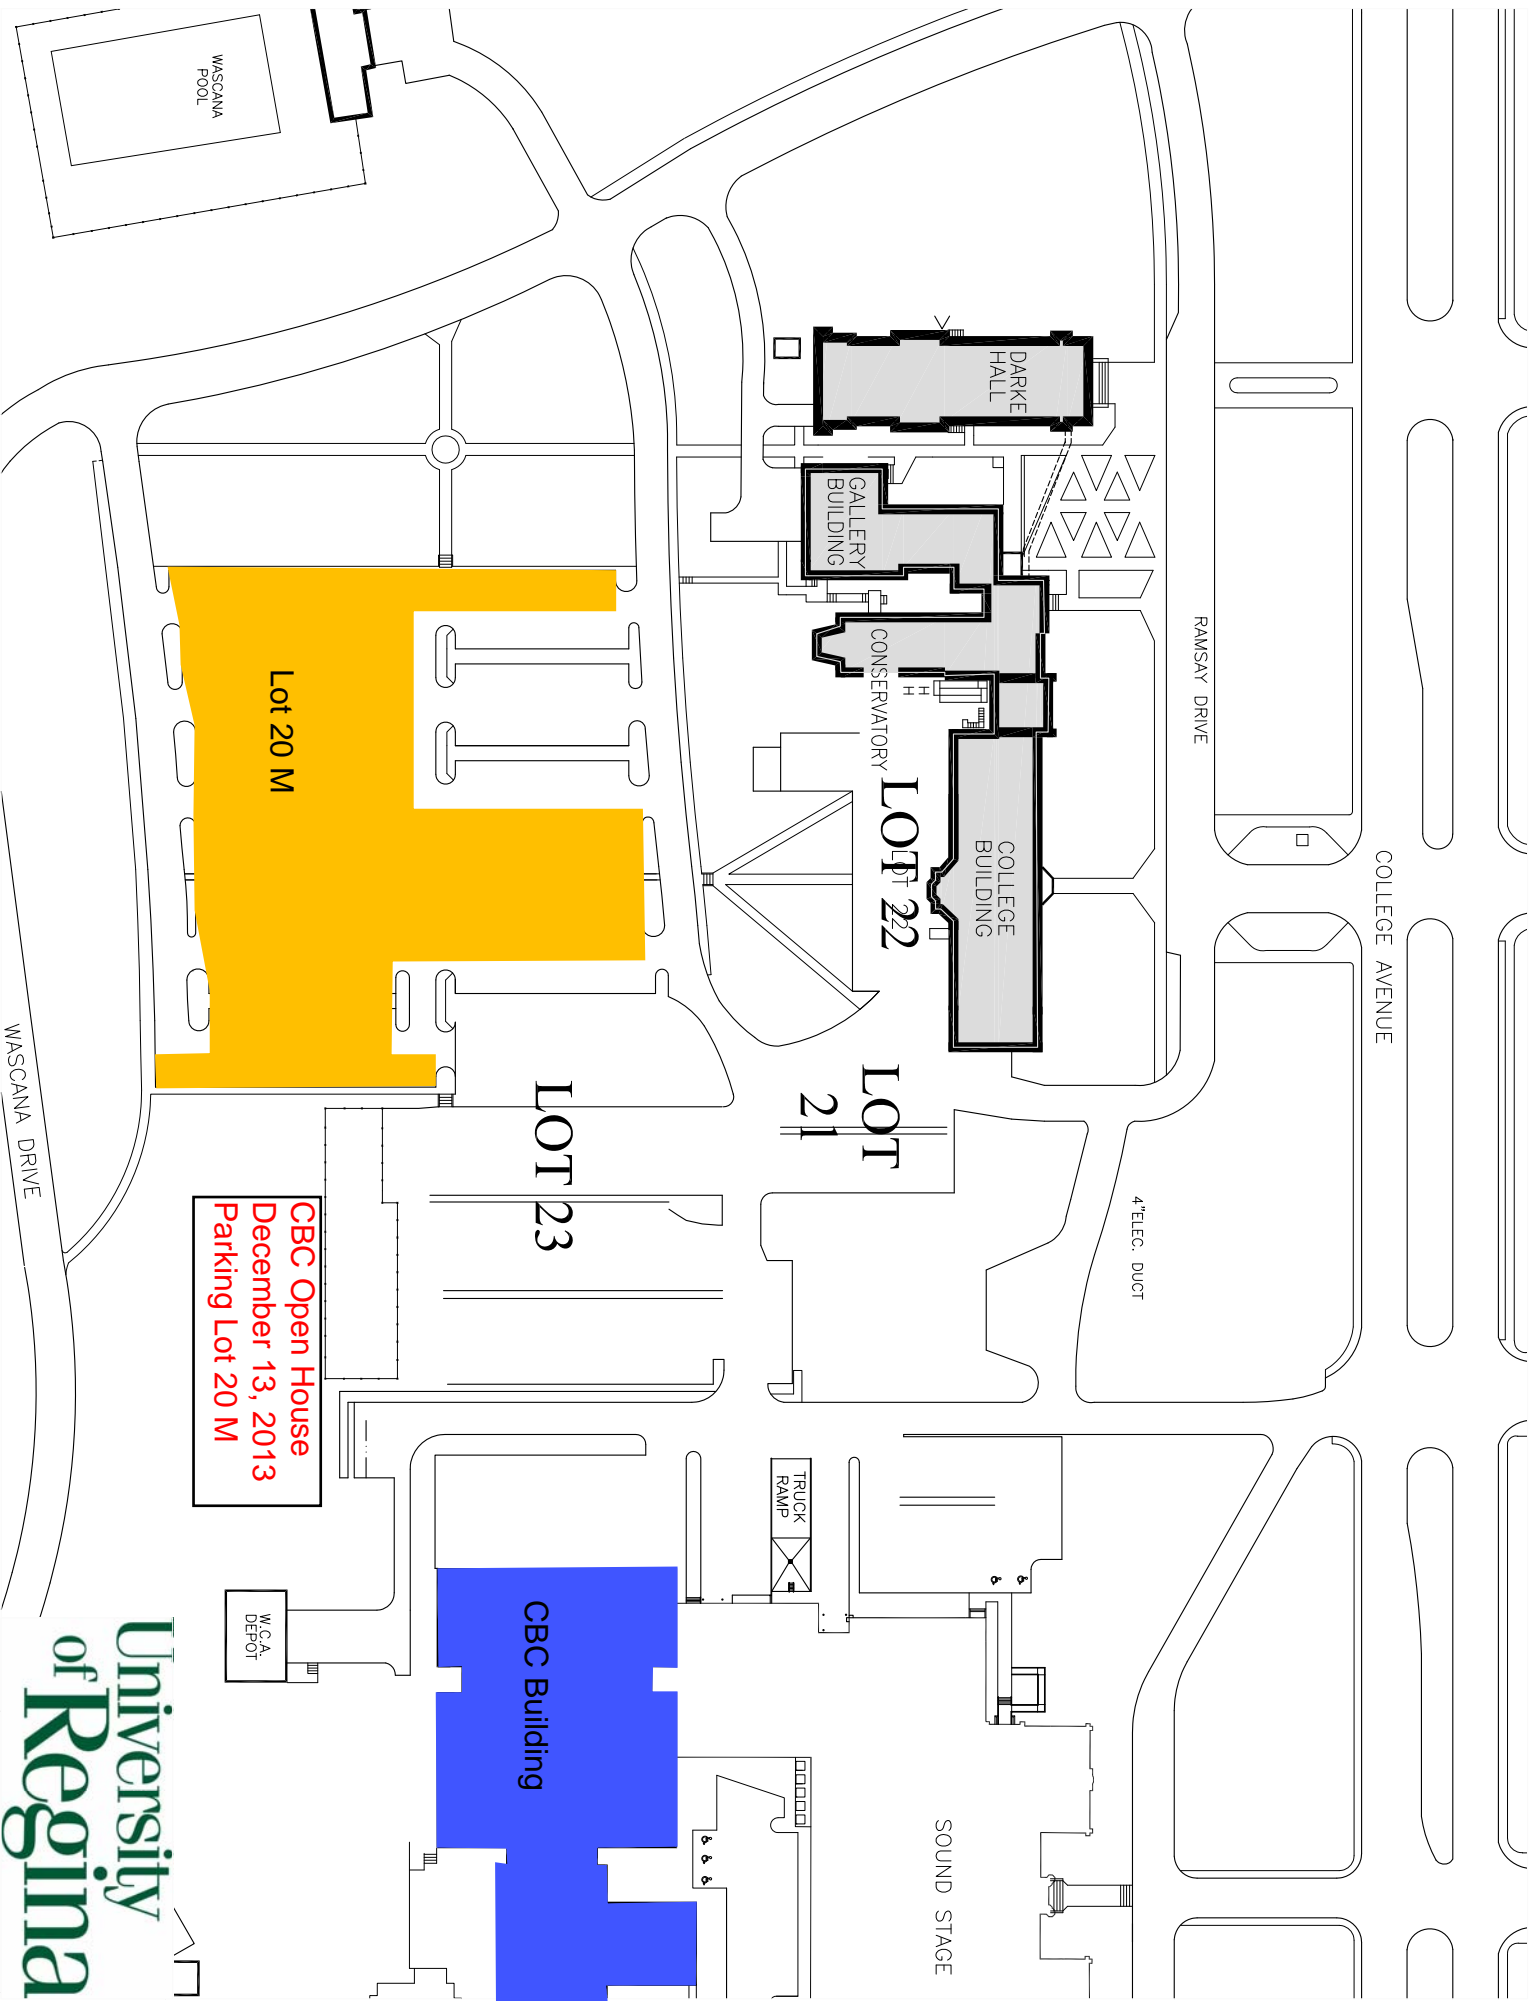 COLLEGE AVENUE
RAMSAY DRIVE
4"ELEC. DUCT
DARKE
HALL
COLLEGE
BUILDING
SOUND STAGE
H
H
LOT 22
LOT 22
LOT
21
CONSERVATORY
GALLERY
BUILDING
TRUCK
RAMP
LOT 23
CBC Building
Lot 20 M
CBC Open House
December 13, 2013
Parking Lot 20 M
W.C.A.
DEPOT
WASCANA
POOL
WASCANA DRIVE
University
of Regina